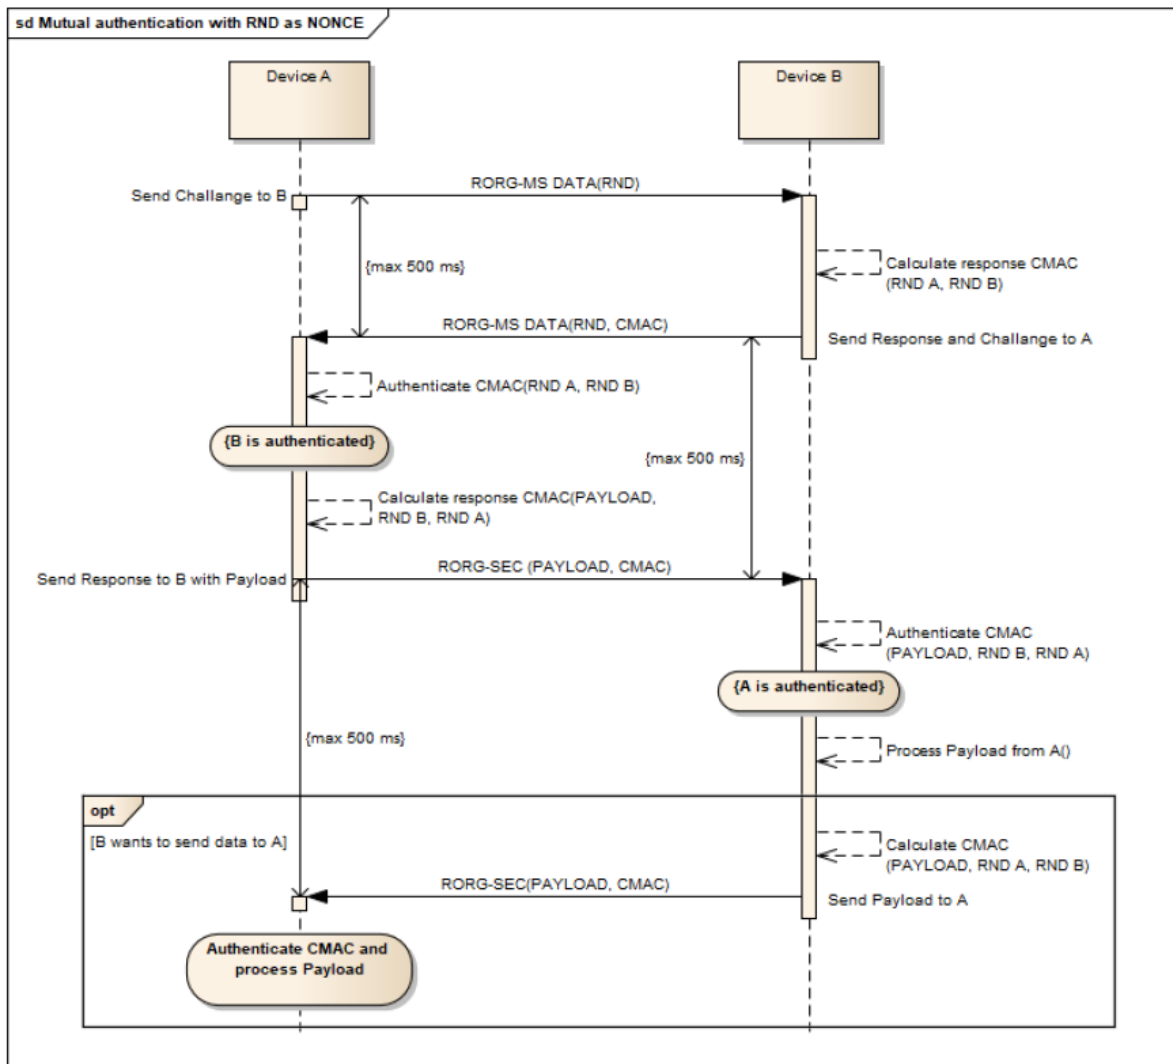 sd Mutual authentication with RND as NONCE
Device A
Device B
Send Challange to B
RORG-MS DATA(RND)
{max 500 ms}
Calculate response CMAC
(RND A, RND B)
RORG-MS DATA(RND, CMAC)
Send Response and Challange to A
Authenticate CMAC(RND A, RND B)
{B is authenticated}
{max 500 ms}
Calculate response CMAC(PAYLOAD,
RND B, RND A)
Send Response to B with Payload
RORG-SEC (PAYLOAD, CMAC)
Authenticate CMAC
(PAYLOAD, RND B, RND A)
{A is authenticated}
{max 500 ms}
Process Payload from A()
opt
[B wants to send data to A]
Calculate CMAC
(PAYLOAD, RND A, RND B)
RORG-SEC(PAYLOAD, CMAC)
Send Payload to A
Authenticate CMAC and
process Payload